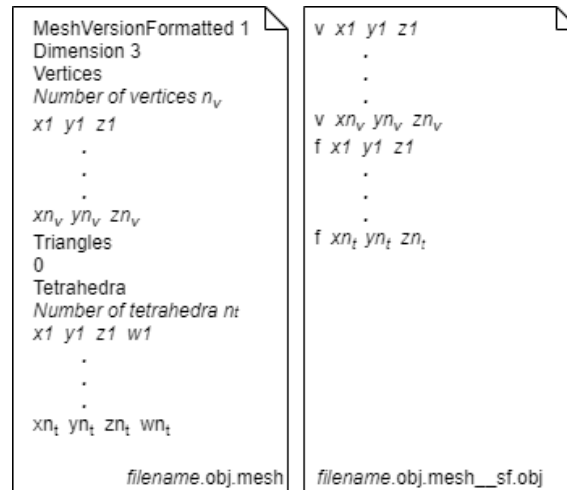 MeshVersionFormatted 1
Dimension 3
Vertices
Number of vertices nᵥ
x1 y1 z1
.
.
.
xnᵥ ynᵥ znᵥ
Triangles
0
Tetrahedra
Number of tetrahedra nt
x1 y1 z1 w1
.
.
.
xnₜ ynₜ znₜ wnₜ
filename.obj.mesh
v x1 y1 z1
.
.
.
v xnᵥ ynᵥ znᵥ
f x1 y1 z1
.
.
.
f xnₜ ynₜ znₜ
filename.obj.mesh__sf.obj